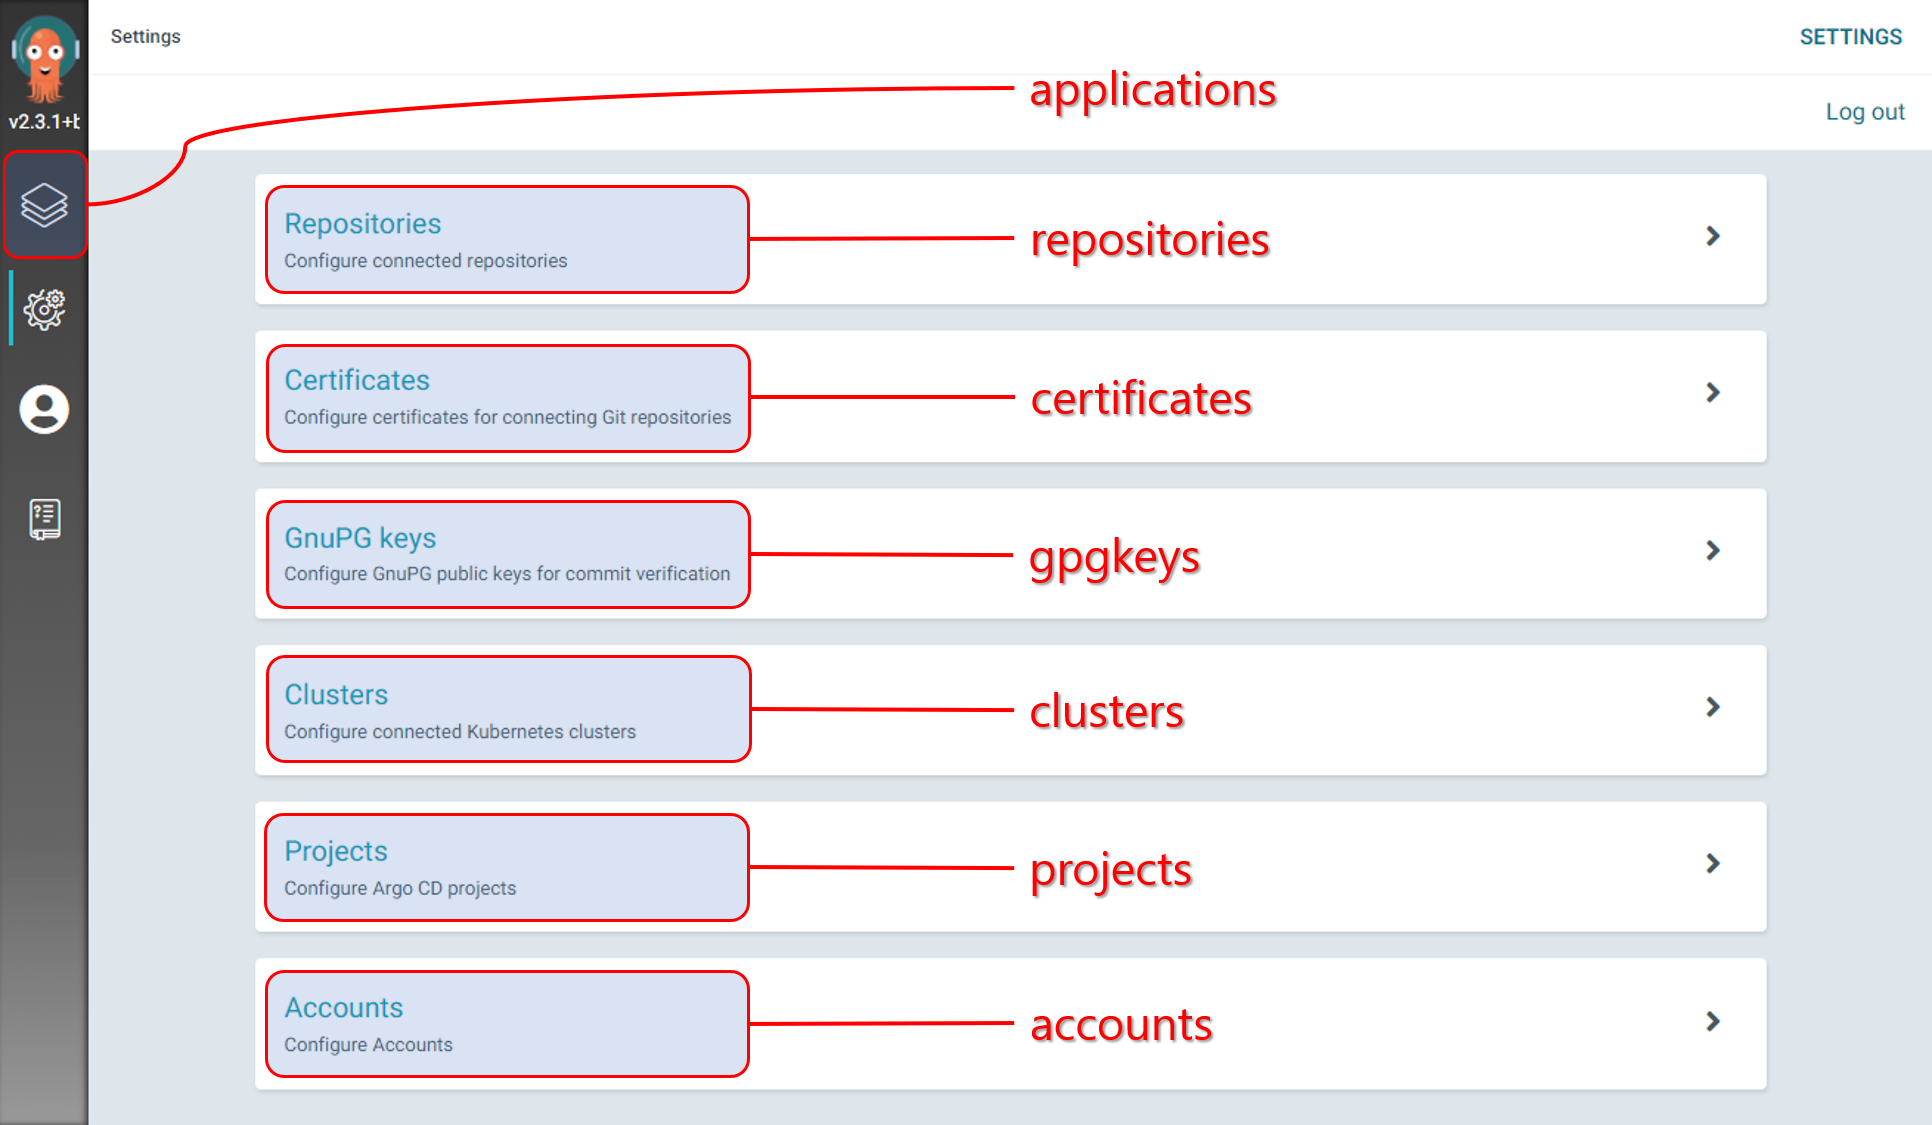 Settings
SETTINGS
applications
Log out
v2.3.1+b
Repositories
Configure connected repositories
repositories
Certificates
Configure certificates for connecting Git repositories
certificates
GnuPG keys
Configure GnuPG public keys for commit verification
gpgkeys
Clusters
Configure connected Kubernetes clusters
clusters
Projects
Configure Argo CD projects
projects
Accounts
Configure Accounts
accounts